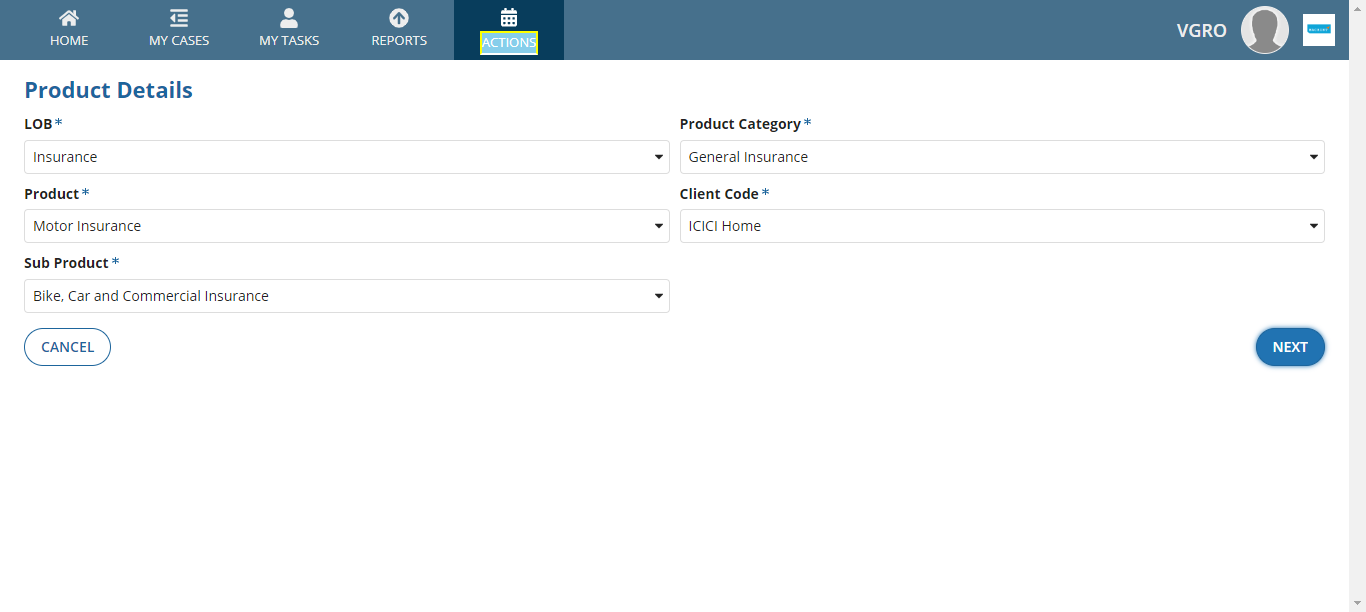 HOME
MY CASES
MY TASKS
REPORTS
ACTIONS
VGRO
Product Details
LOB *
Product Category *
Insurance
General Insurance
Product *
Client Code *
Motor Insurance
ICICI Home
Sub Product *
Bike, Car and Commercial Insurance
CANCEL
NEXT